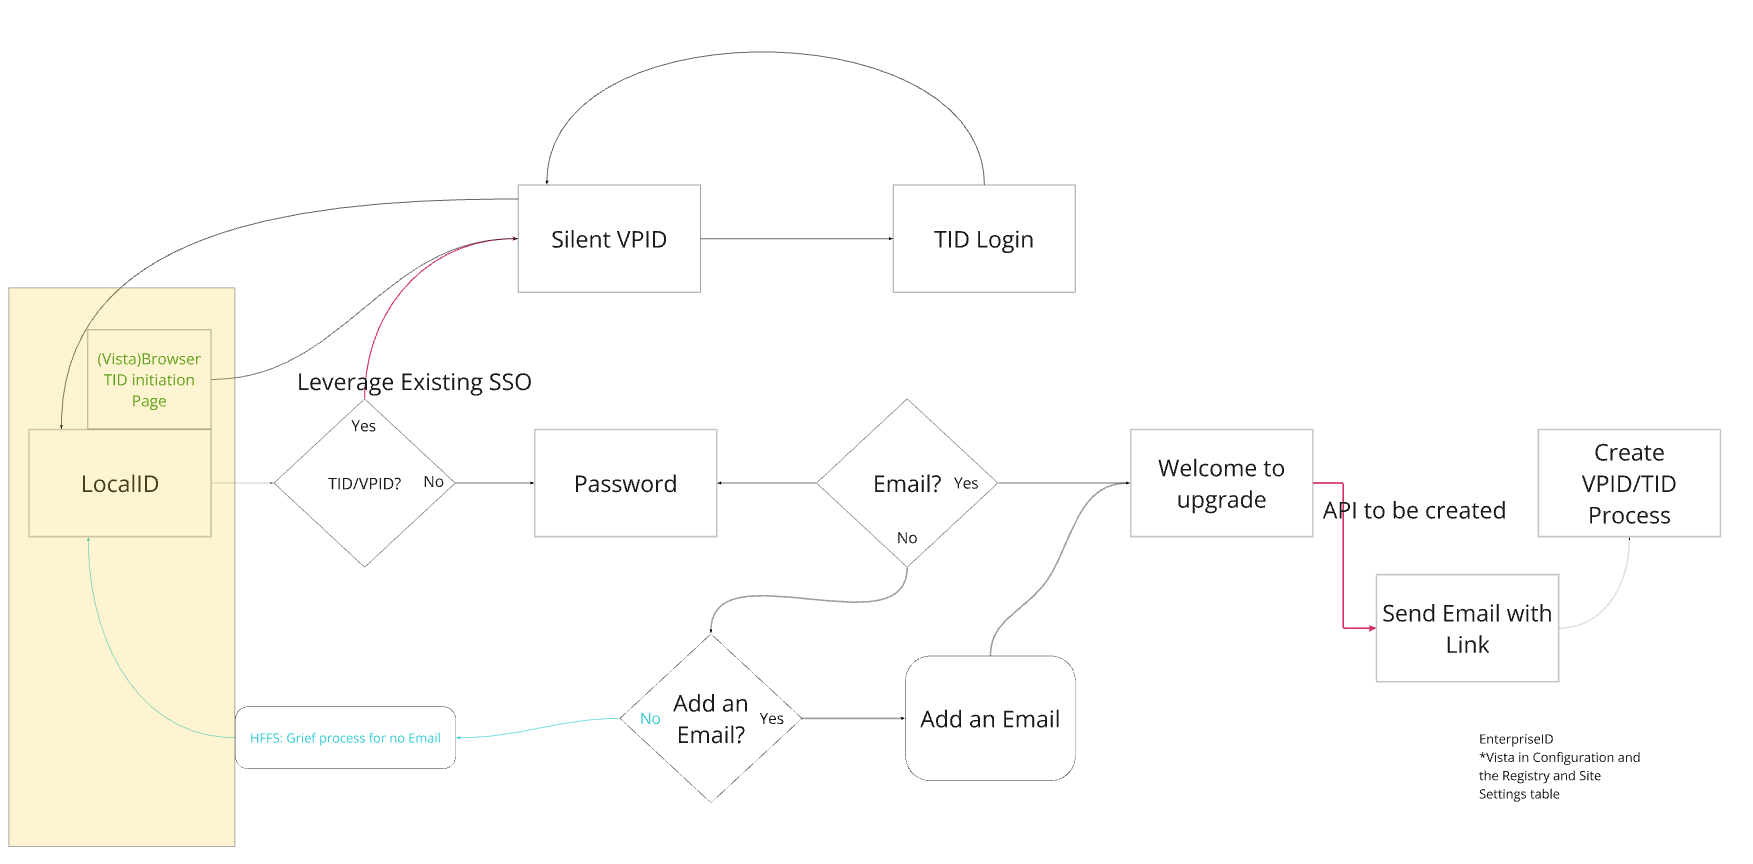 Silent VPID
TID Login
(Vista)Browser
TID initiation
Page
Leverage Existing SSO
LocalID
Yes
TID/VPID?
No
Password
Email?
Yes
No
Welcome to
upgrade
API to be created
Create
VPID/TID
Process
Send Email with
Link
HFFS: Grief process for no Email
No
Add an
Email?
Yes
Add an Email
EnterpriseID
*Vista in Configuration and
the Registry and Site
Settings table